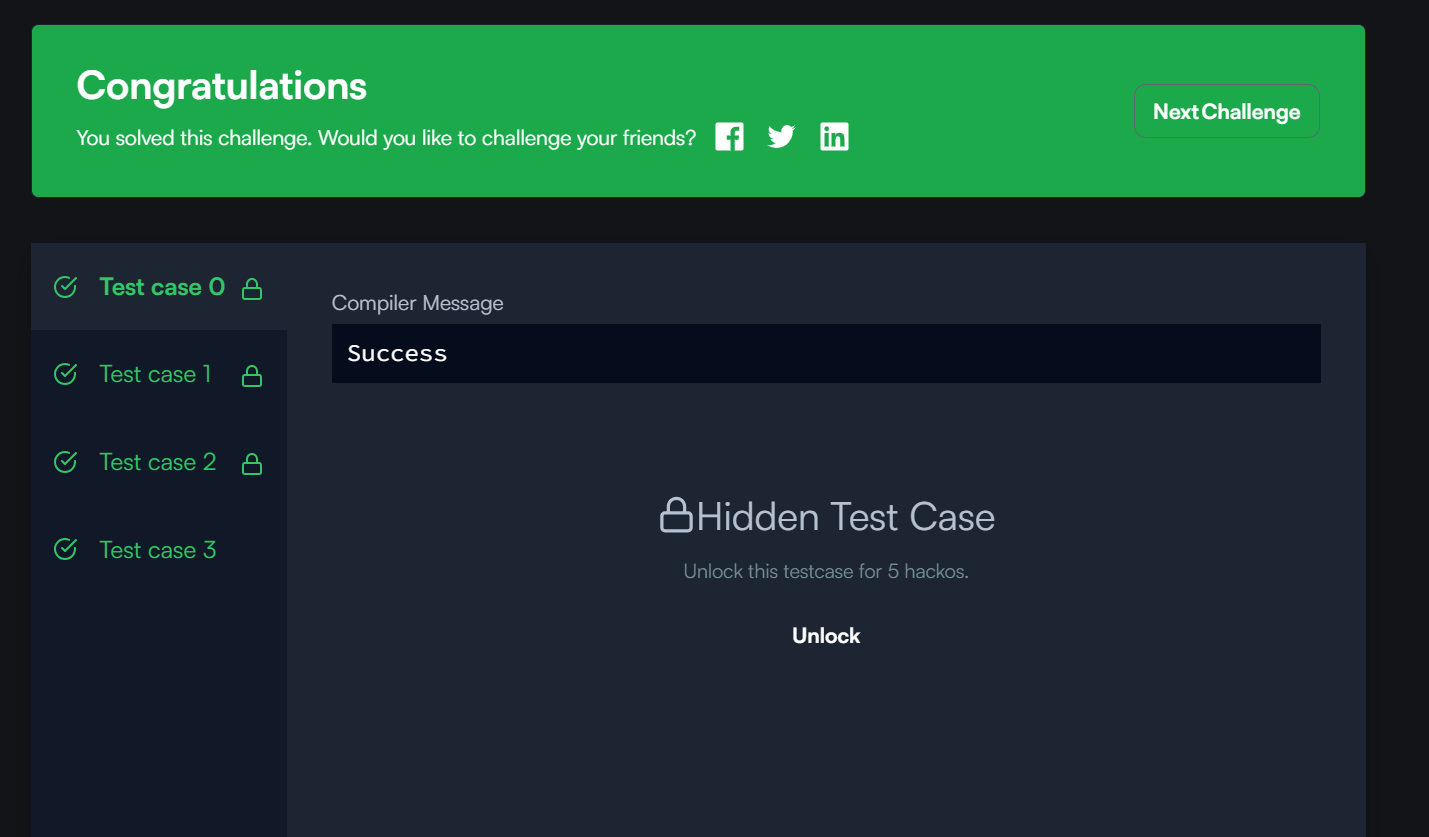 Congratulations
You solved this challenge. Would you like to challenge your friends?
Next Challenge
Test case 0
Test case 1
Test case 2
Test case 3
Compiler Message
Success
Hidden Test Case
Unlock this testcase for 5 hackos.
Unlock